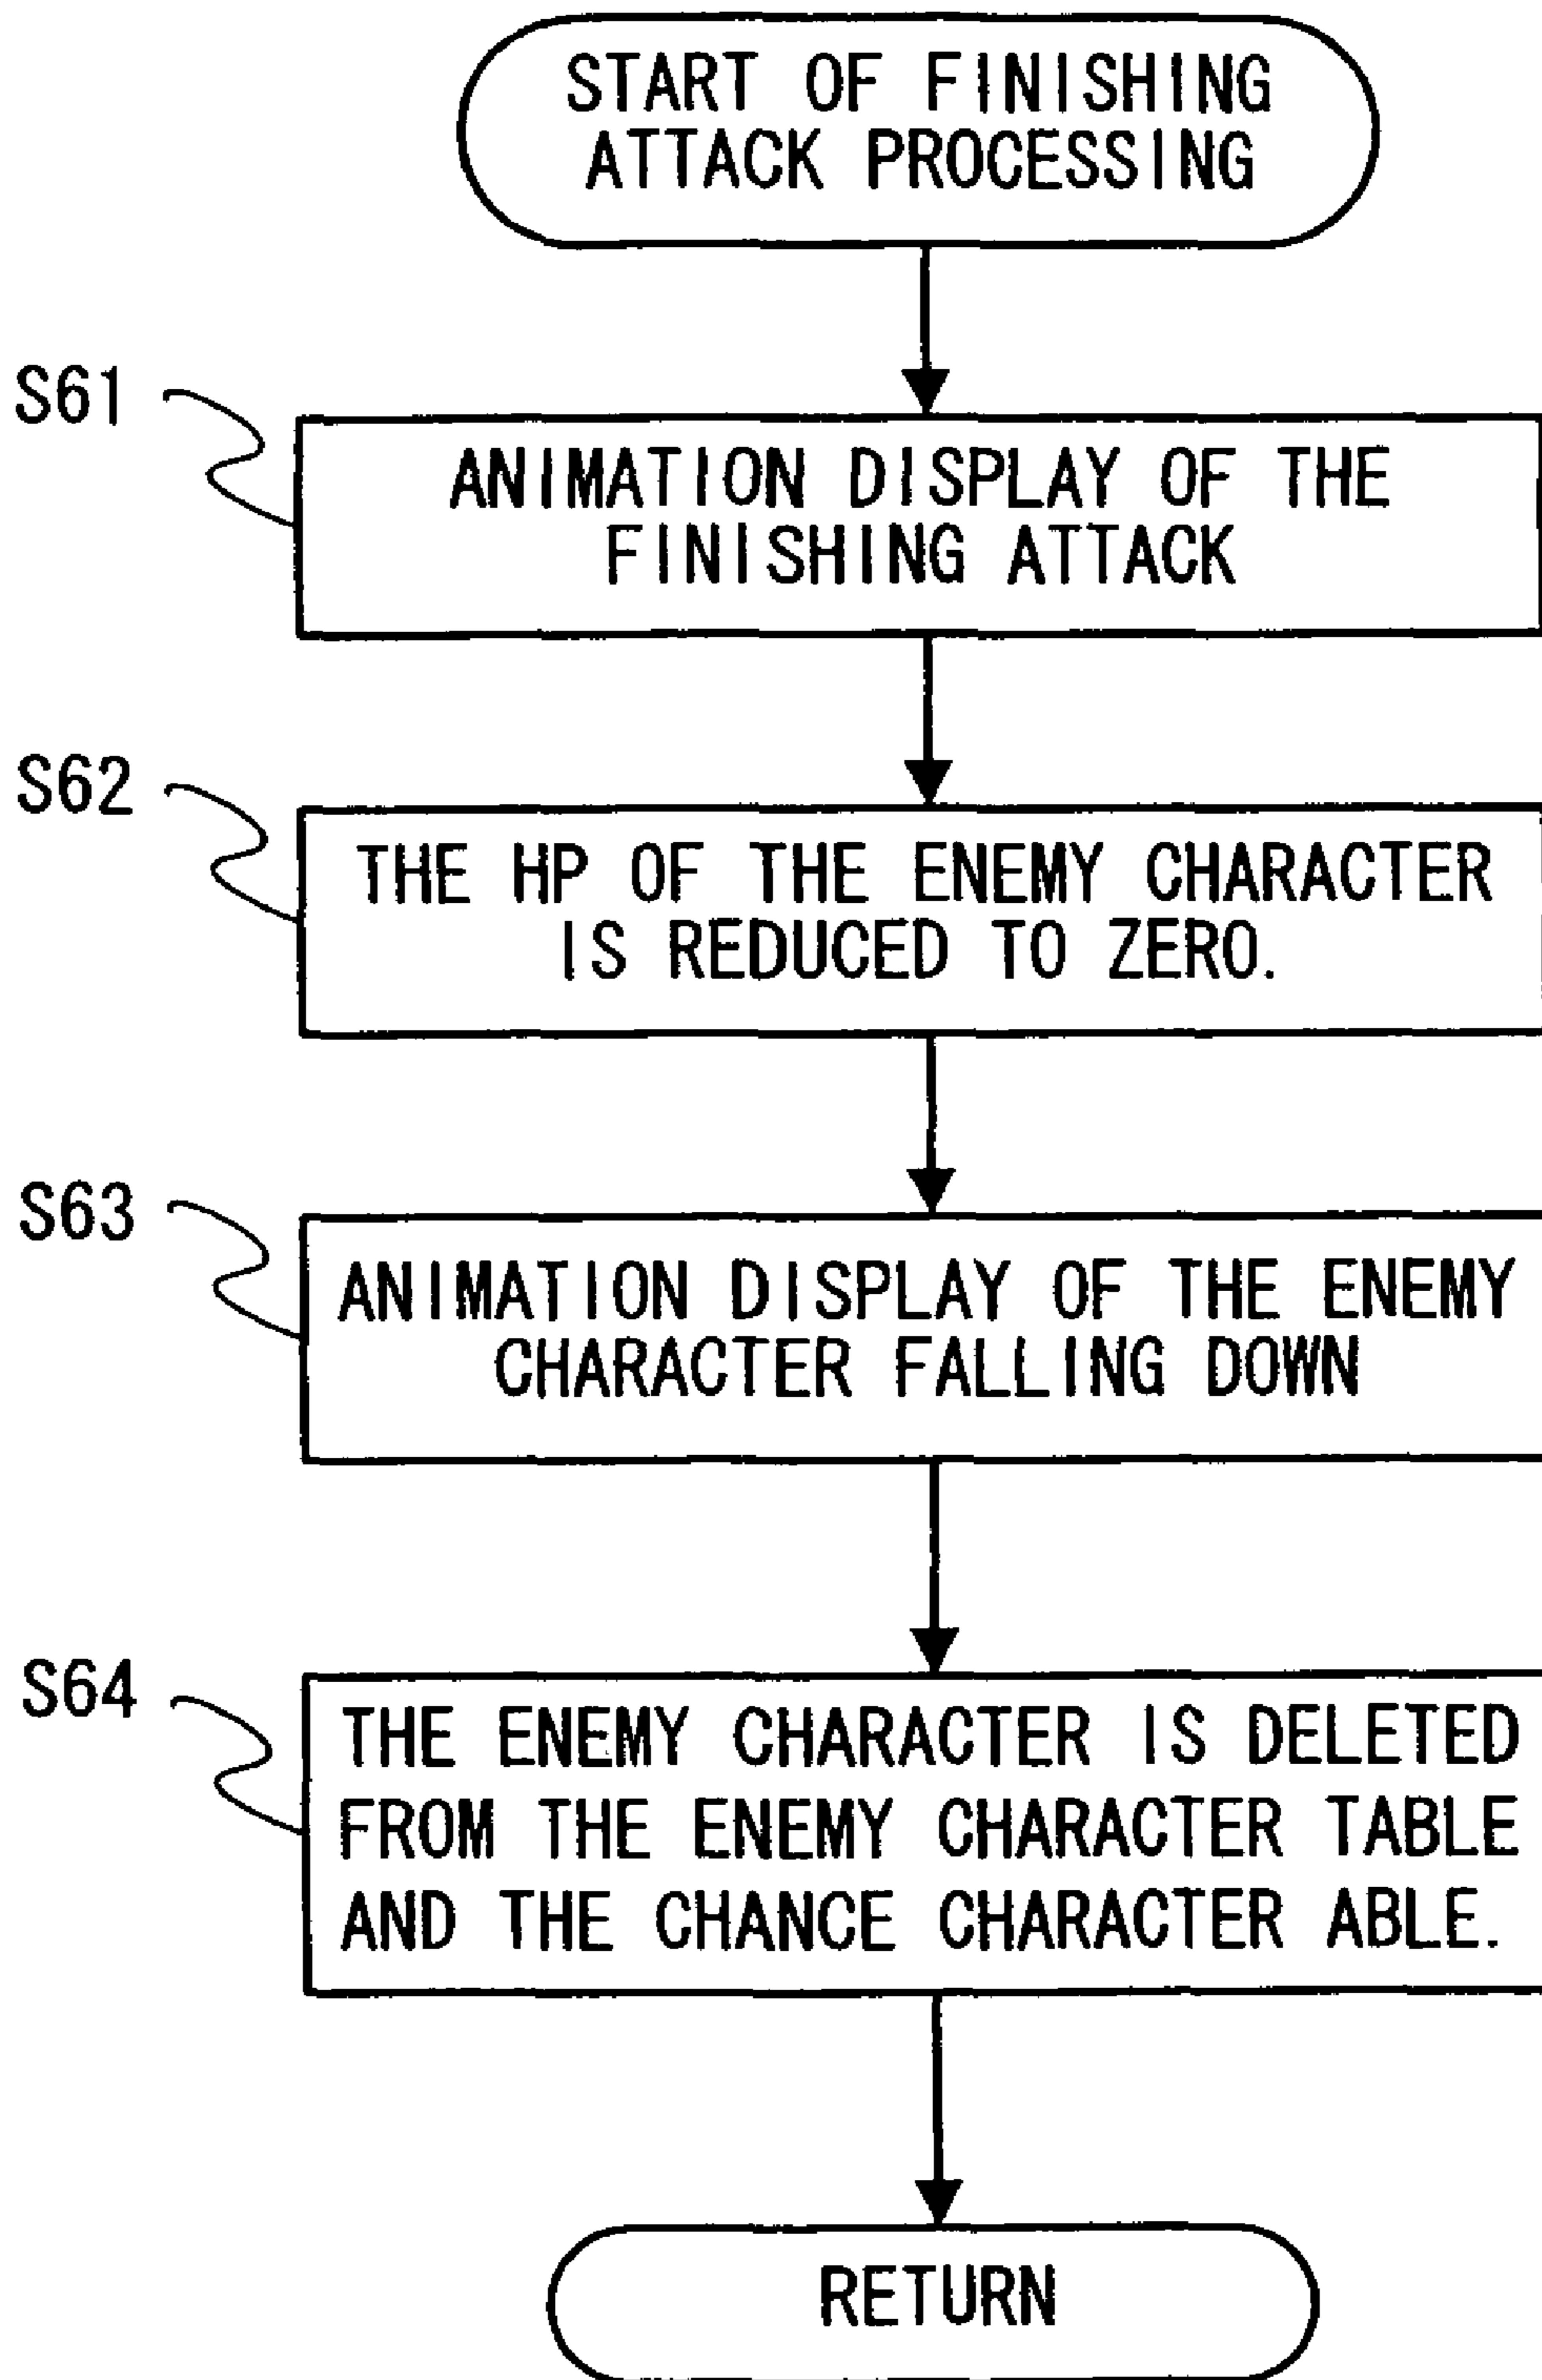 START OF FINISHING
ATTACK PROCESSING
S61
ANIMATION DISPLAY OF THE
FINISHING ATTACK
S62
THE HP OF THE ENEMY CHARACTER
IS REDUCED TO ZERO.
S63
ANIMATION DISPLAY OF THE ENEMY
CHARACTER FALLING DOWN
S64
THE ENEMY CHARACTER IS DELETED
FROM THE ENEMY CHARACTER TABLE
AND THE CHANCE CHARACTER ABLE.
RETURN